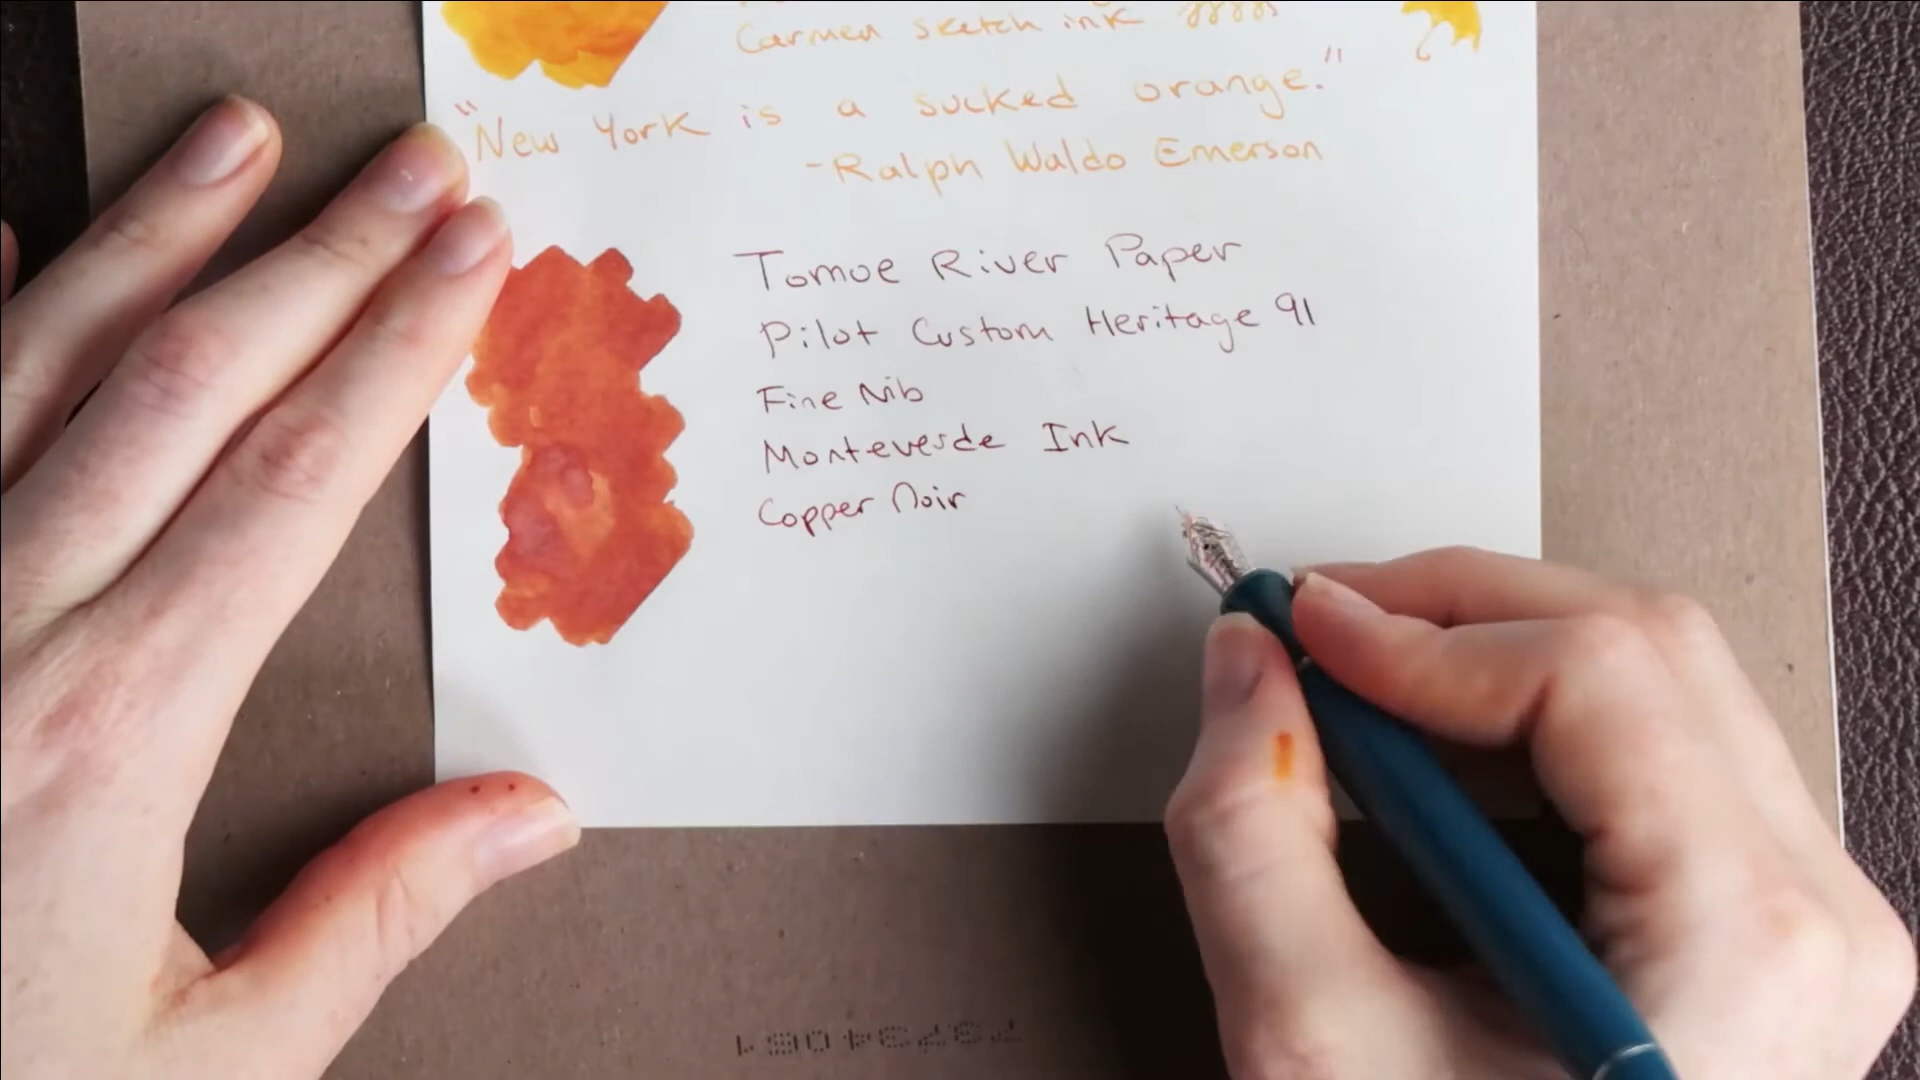 Carmen sketch ink
"New York is a sucked orange."
-Ralph Waldo Emerson
Tomoe River Paper
Pilot Custom Heritage 91
Fine Nib
Monteverde Ink
Copper Noir